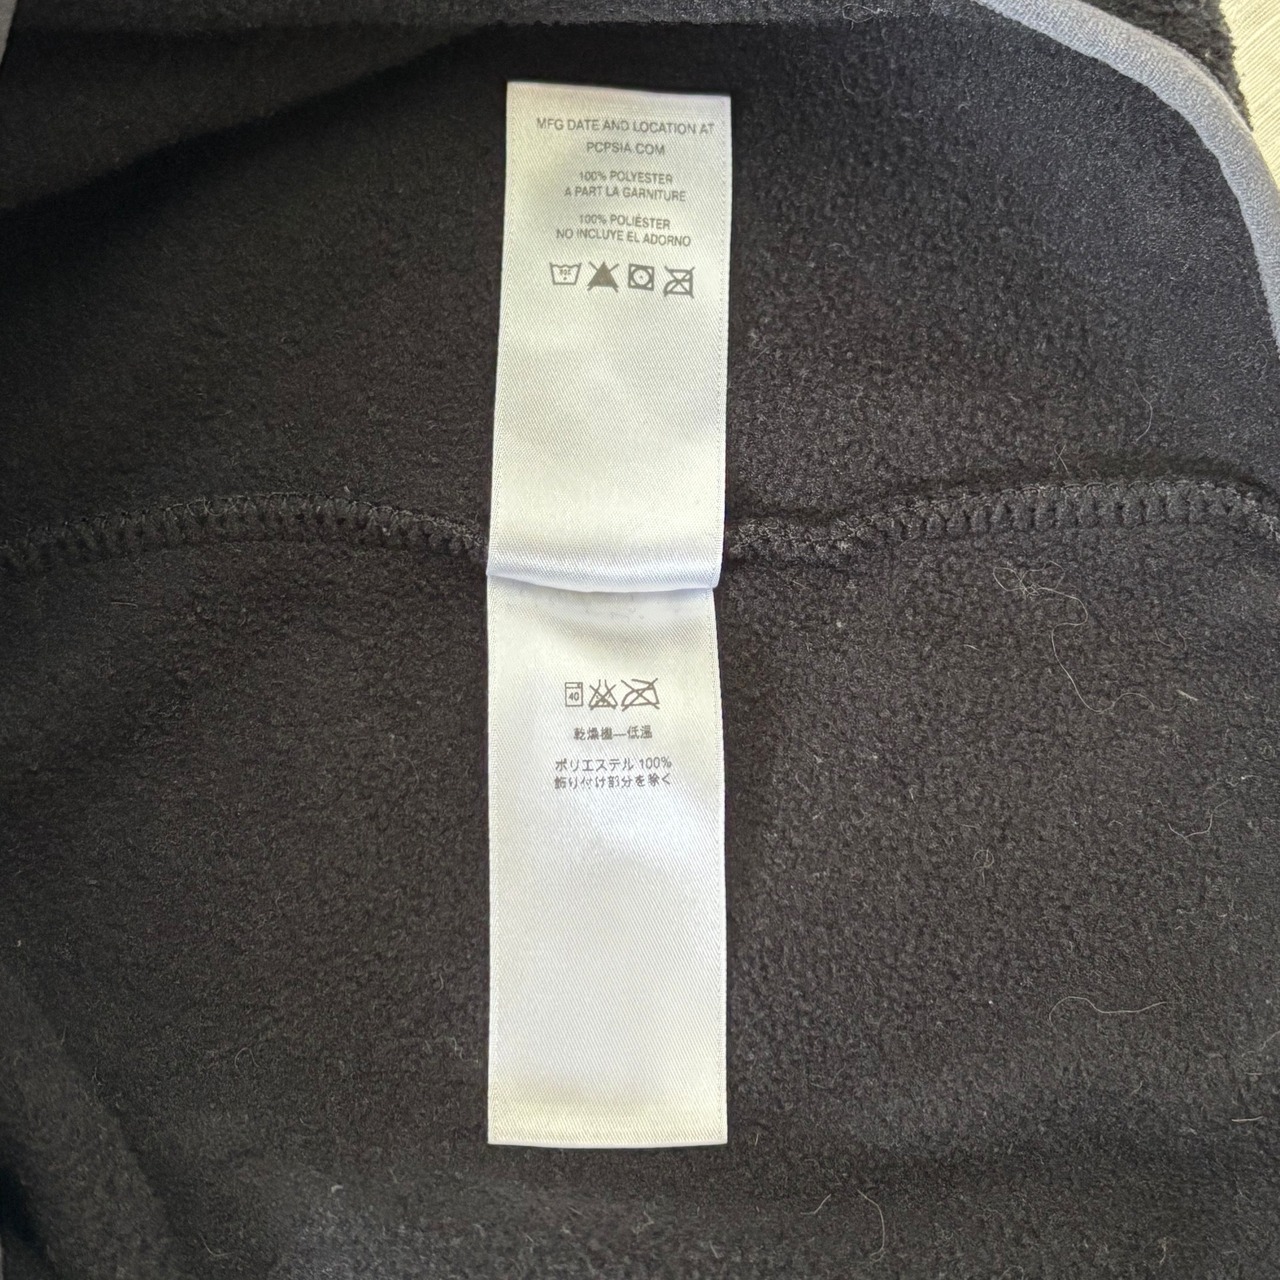 MFG DATE AND LOCATION AT
PCPSIA.COM
100% POLYESTER
A PART LA GARNITURE
100% POLIÉSTER
NO INCLUYE EL ADORNO
40
乾燥機—低温
ポリエステル 100%
飾り付け部分を除く